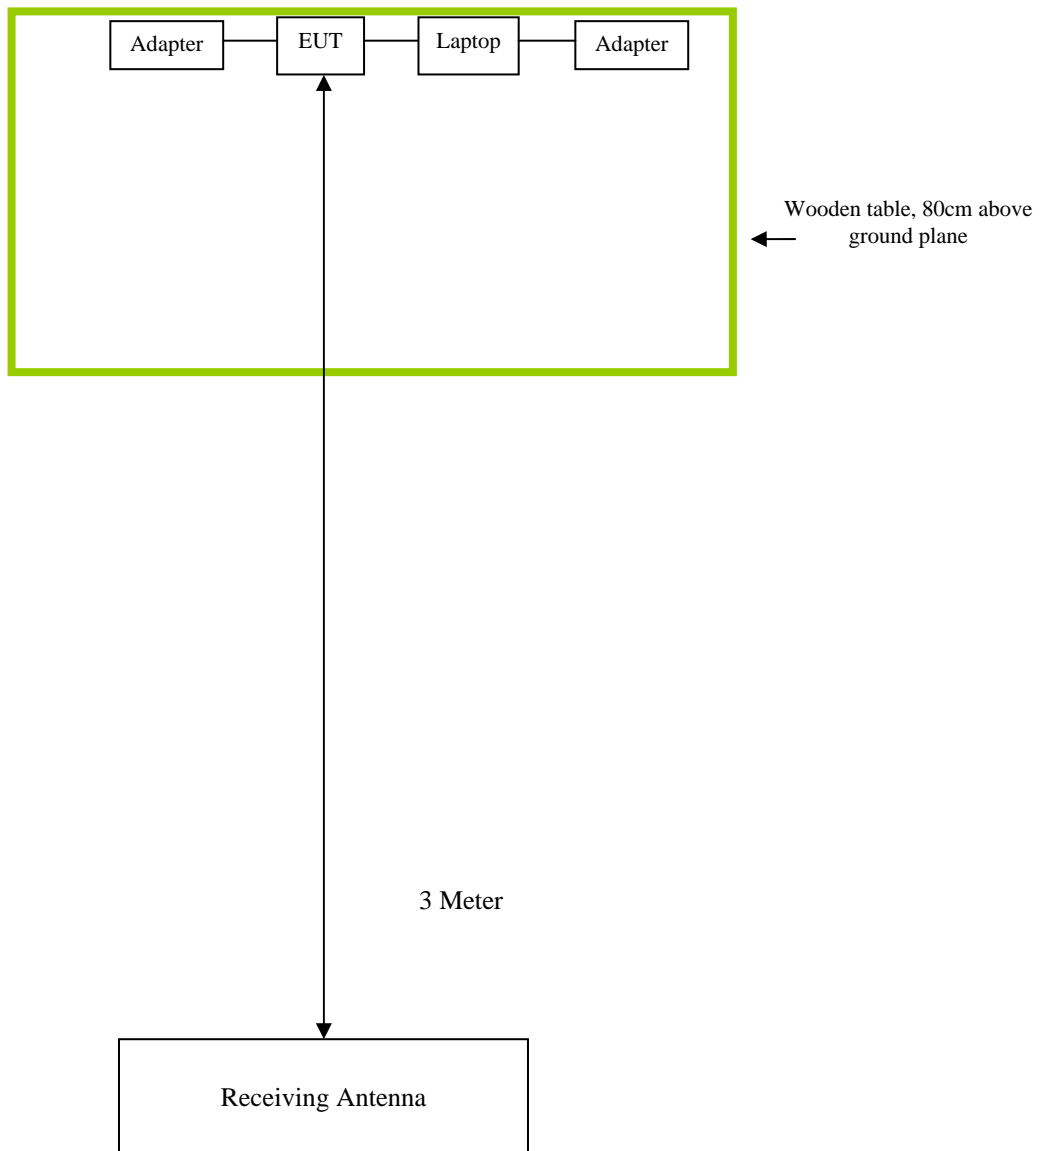 Adapter
EUT
Laptop
Adapter
Wooden table, 80cm above
ground plane
3 Meter
Receiving Antenna